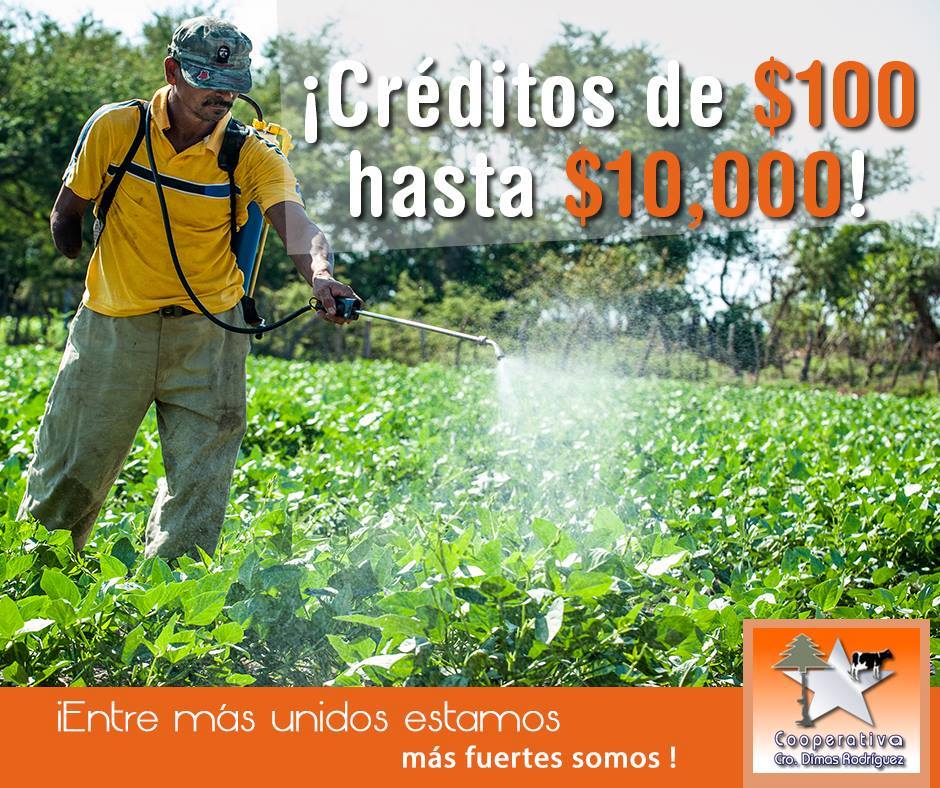 ¡Créditos de $100
hasta $10,000!
¡Entre más unidos estamos
más fuertes somos !
Cooperativa
Cro. Dimas Rodríguez